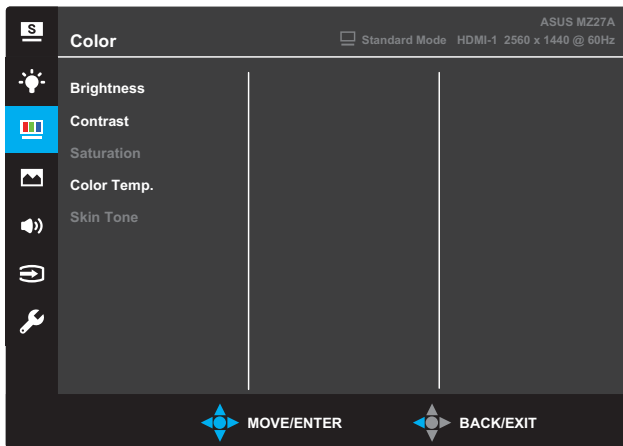 S
ASUS MZ27A
Color
Standard Mode HDMI-1 2560 x 1440 @ 60Hz
Brightness
Contrast
Saturation
Color Temp.
Skin Tone
MOVE/ENTER
BACK/EXIT